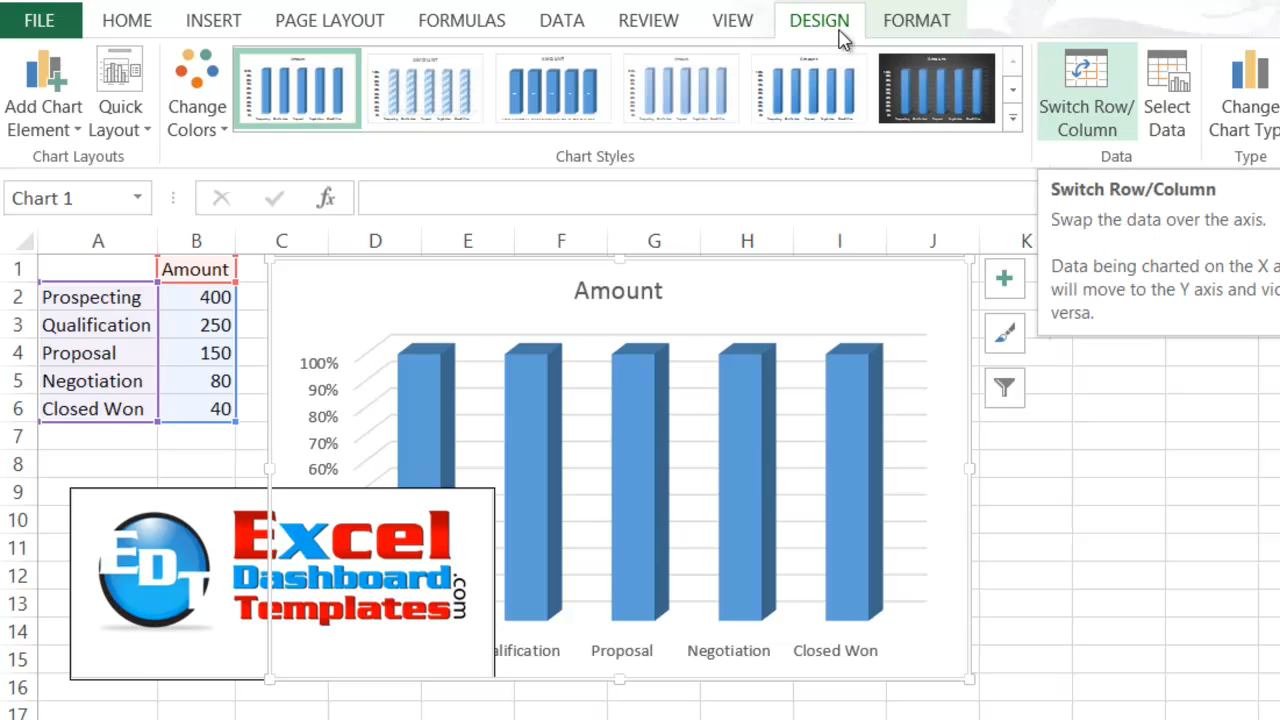 FILE HOME INSERT PAGE LAYOUT FORMULAS DATA REVIEW VIEW DESIGN FORMAT
Add Chart Element
Quick Layout
Change Colors
Switch Row/
Column
Select
Data
Change
Chart Typ
Chart Layouts
Chart Styles
Data
Type
Chart 1
fx
Switch Row/Column
Swap the data over the axis.
Data being charted on the X a
will move to the Y axis and vic
versa.
A B C D E F G H I J K
1 Amount
2 Prospecting 400
3 Qualification 250
4 Proposal 150
5 Negotiation 80
6 Closed Won 40
7
8
9
10
11
12
13
14
15
16
17
Amount
100%
90%
80%
70%
60%
alification Proposal Negotiation Closed Won
EDT
Excel
Dashboard
Templates
.com